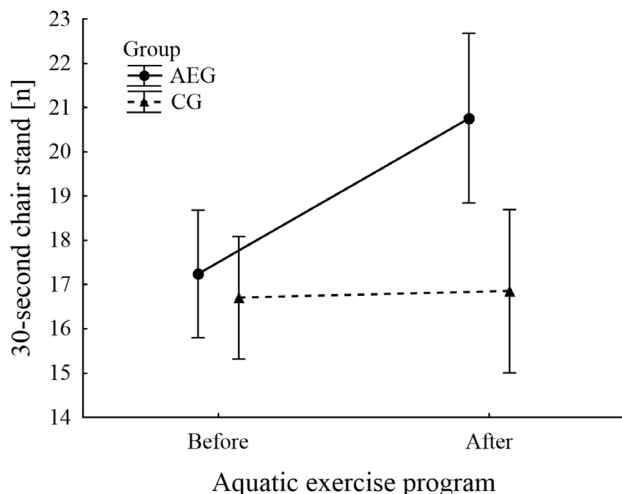 23
22
21
20
19
18
17
16
15
14
30-second chair stand [n]
Group
AEG
CG
Before After
Aquatic exercise program